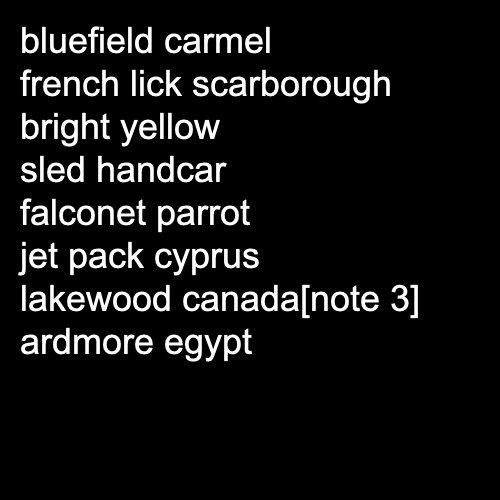 bluefield carmel
french lick scarborough
bright yellow
sled handcar
falconet parrot
jet pack cyprus
lakewood canada[note 3]
ardmore egypt